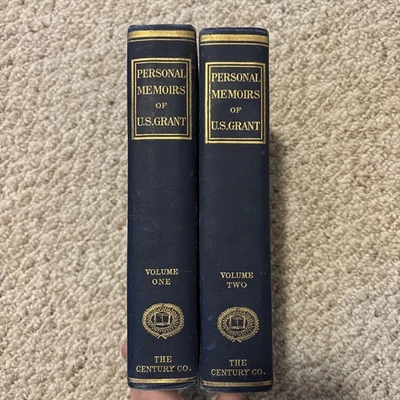 PERSONAL
MEMOIRS
OF
U.S.GRANT
VOLUME
ONE
THE
CENTURY CO.
PERSONAL
MEMOIRS
OF
U.S.GRANT
VOLUME
TWO
THE
CENTURY CO.